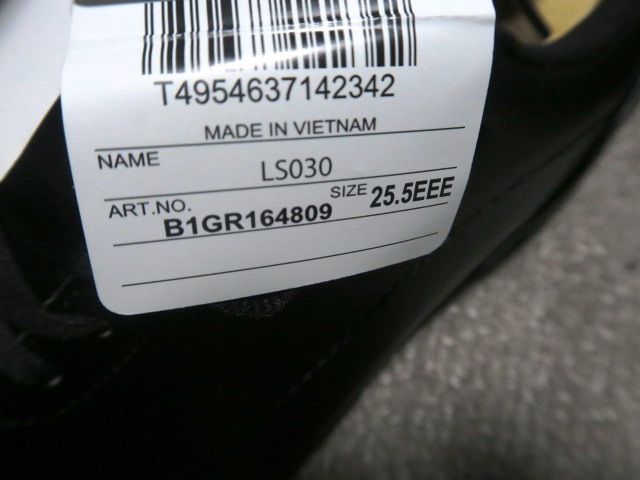 T4954637142342
MADE IN VIETNAM
NAME LS030
ART.NO. B1GR164809 SIZE 25.5EEE